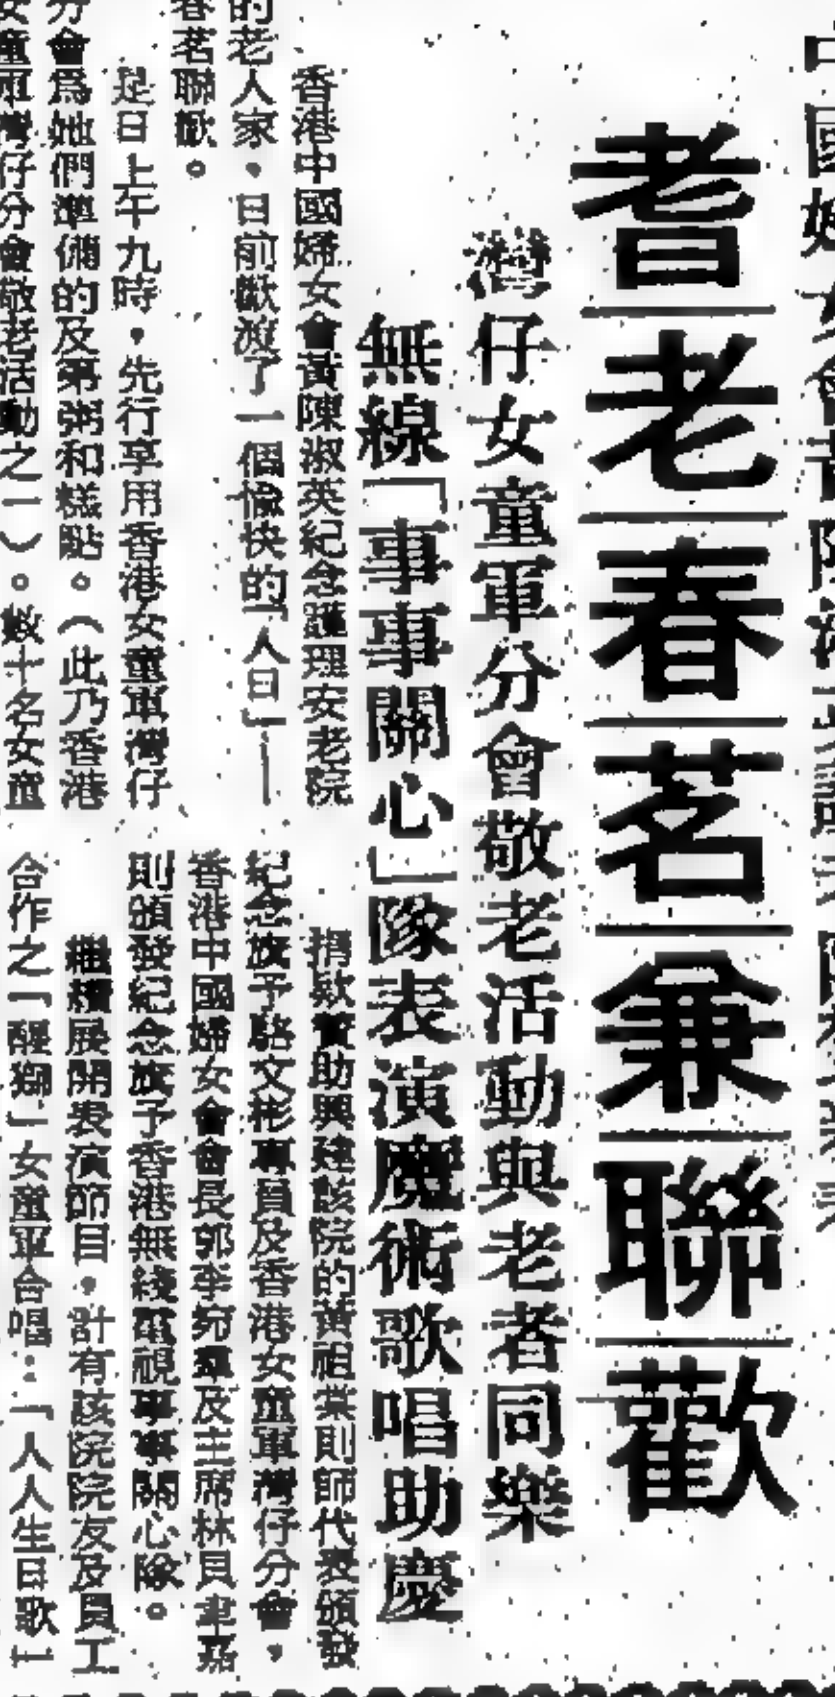 耆老春茗兼聯歡
灣仔女童軍分會敬老活動與老者同樂
無線「事事關心」隊表演魔術歌唱助慶
香港中國婦女會黃陳淑英紀念護理安老院
的老人家，日前歡渡了一個愉快的「人日」——
春茗聯歡。
是日上午九時，先行享用香港女童軍灣仔
分會爲她們準備的及第粥和糕點。（此乃香港
女童軍灣仔分會敬老活動之一）。數十名女童
捐款贊助興建該院的黃祖棠則師代表頒發
紀念旗予駱文彬專員及香港女童軍灣仔分會，
香港中國婦女會會長郭李宛羣及主席林貝聿嘉
則頒發紀念旗予香港無綫電視事事關心隊。
繼續展開表演節目，計有該院院友及員工
合作之「醒獅」女童軍合唱：「人人生日歌」